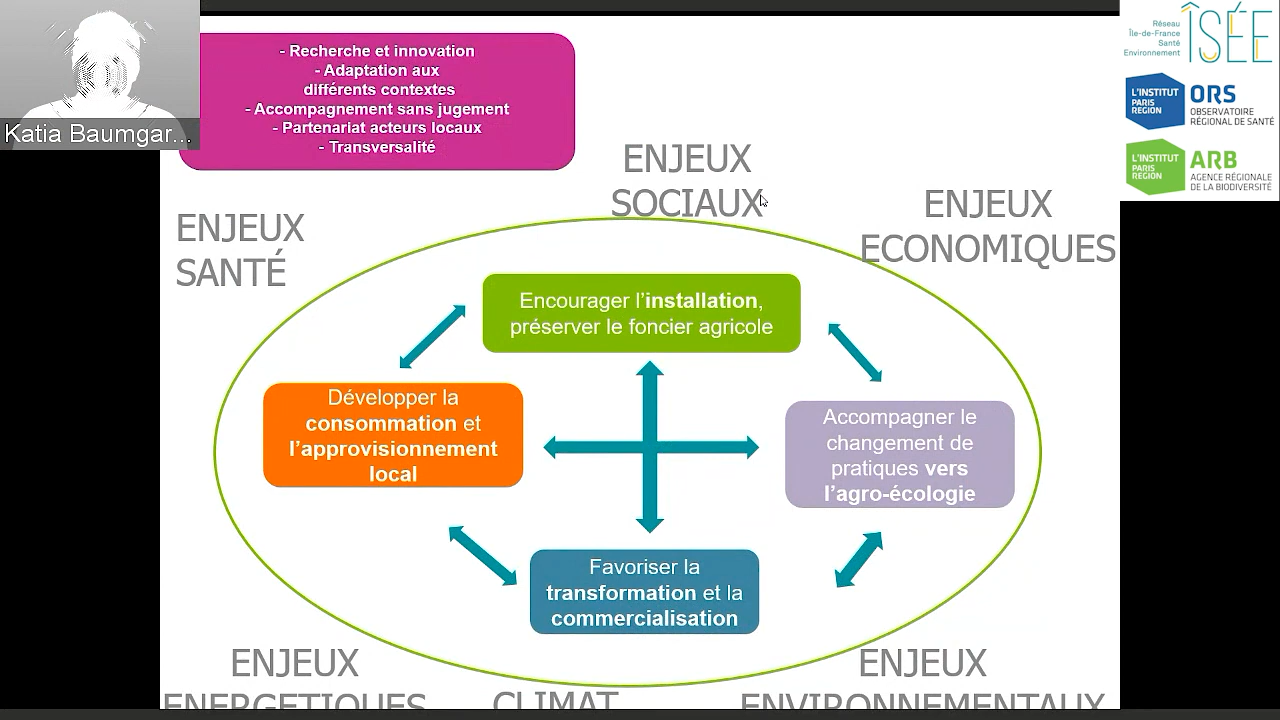 - Recherche et innovation
- Adaptation aux
différents contextes
- Accompagnement sans jugement
- Partenariat acteurs locaux
- Transversalité
Katia Baumgar...
Réseau
Île-de-France
Santé
Environnement
ÎSÉE
L'INSTITUT
PARIS
REGION
ORS
OBSERVATOIRE
RÉGIONAL DE SANTÉ
L'INSTITUT
PARIS
REGION
ARB
AGENCE RÉGIONALE
DE LA BIODIVERSITÉ
ENJEUX
SOCIAUX
ENJEUX
ECONOMIQUES
ENJEUX
SANTÉ
Encourager l'installation,
préserver le foncier agricole
Développer la
consommation et
l'approvisionnement
local
Accompagner le
changement de
pratiques vers
l'agro-écologie
Favoriser la
transformation et la
commercialisation
ENJEUX
ENERGETIQUES
CLIMAT
ENJEUX
ENVIRONNEMENTAUX